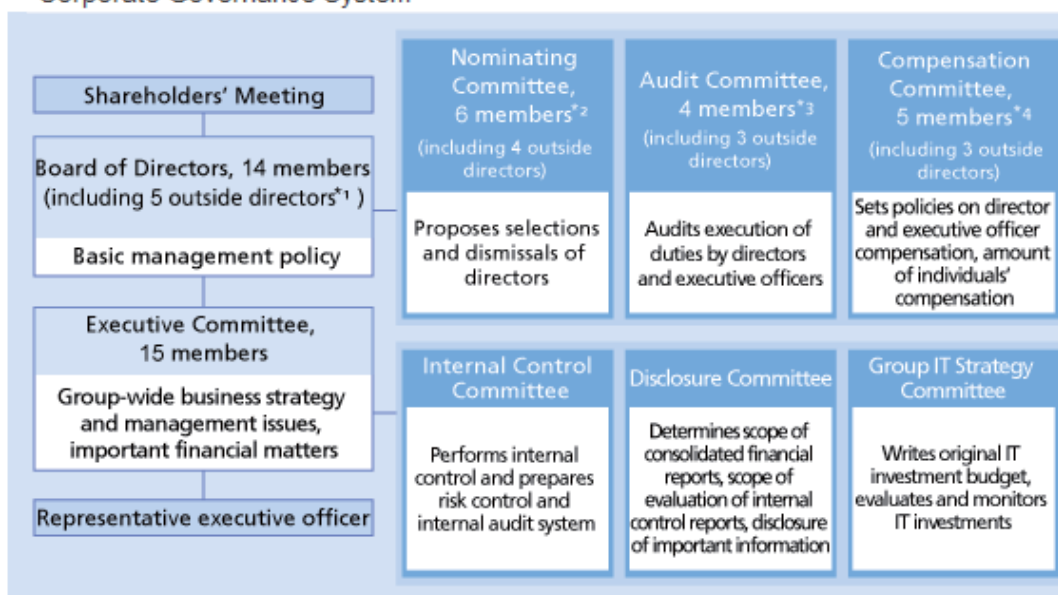 Corporate Governance System
Shareholders' Meeting
Board of Directors, 14 members
(including 5 outside directors*1 )
Basic management policy
Executive Committee,
15 members
Group-wide business strategy
and management issues,
important financial matters
Representative executive officer
Nominating
Committee,
6 members*2
(including 4 outside
directors)
Proposes selections
and dismissals of
directors
Audit Committee,
4 members*3
(including 3 outside
directors)
Audits execution of
duties by directors
and executive officers
Compensation
Committee,
5 members*4
(including 3 outside
directors)
Sets policies on director
and executive officer
compensation, amount
of individuals'
compensation
Internal Control
Committee
Performs internal
control and prepares
risk control and
internal audit system
Disclosure Committee
Determines scope of
consolidated financial
reports, scope of
evaluation of internal
control reports, disclosure
of important information
Group IT Strategy
Committee
Writes original IT
investment budget,
evaluates and monitors
IT investments